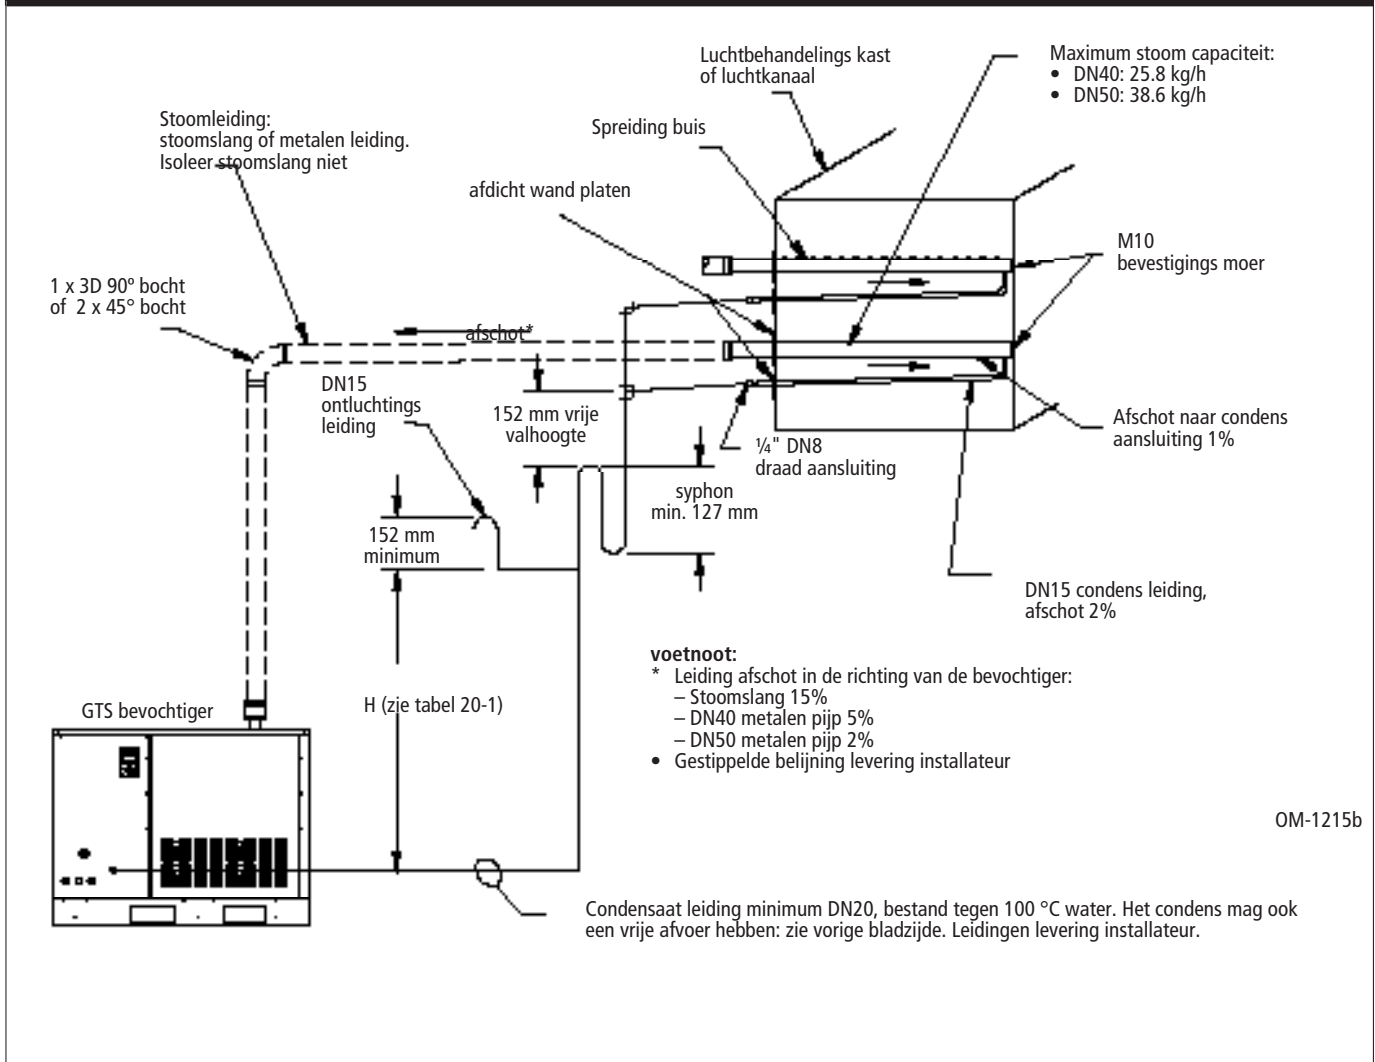 Luchtbehandelings kast
of luchtkanaal
Maximum stoom capaciteit:
• DN40: 25.8 kg/h
• DN50: 38.6 kg/h
Stoomleiding:
stoomslang of metalen leiding.
Isoleer stoomslang niet
Spreiding buis
afdicht wand platen
M10
bevestigings moer
1 x 3D 90º bocht
of 2 x 45° bocht
afschot*
DN15
ontluchtings
leiding
152 mm vrije
valhoogte
¼" DN8
draad aansluiting
Afschot naar condens
aansluiting 1%
syphon
min. 127 mm
152 mm
minimum
DN15 condens leiding,
afschot 2%
voetnoot:
* Leiding afschot in de richting van de bevochtiger:
– Stoomslang 15%
– DN40 metalen pijp 5%
– DN50 metalen pijp 2%
• Gestippelde belijning levering installateur
H (zie tabel 20-1)
GTS bevochtiger
OM-1215b
Condensaat leiding minimum DN20, bestand tegen 100 °C water. Het condens mag ook
een vrije afvoer hebben: zie vorige bladzijde. Leidingen levering installateur.